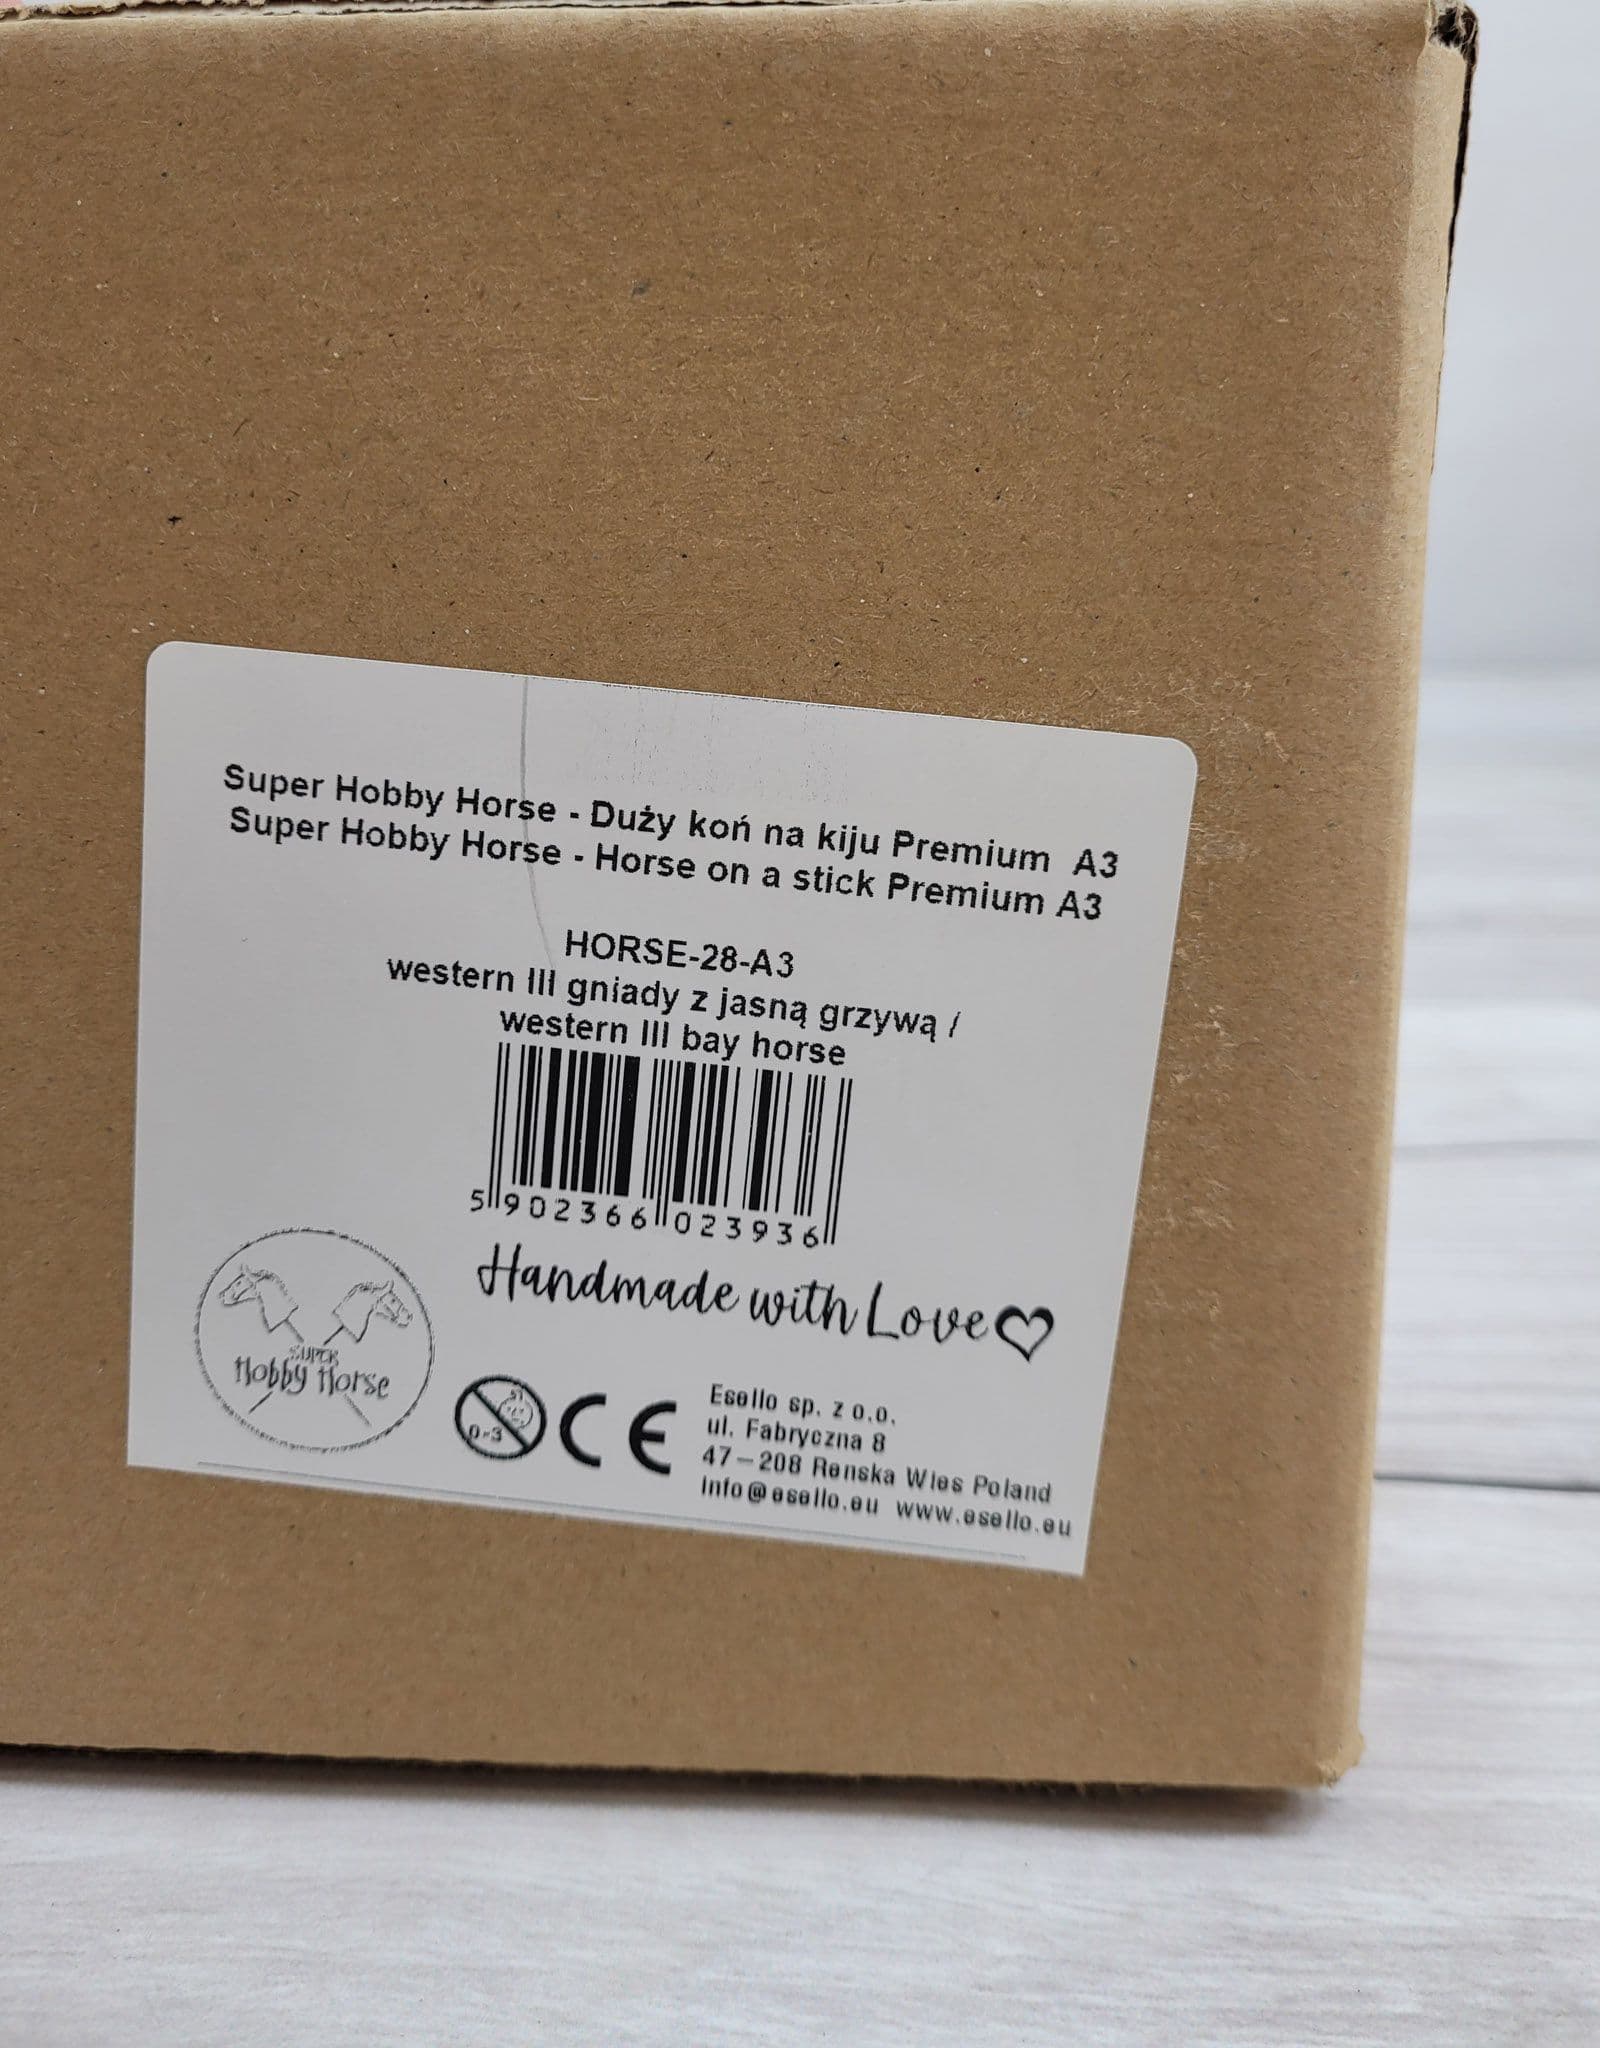 Super Hobby Horse - Duży koń na kiju Premium A3
Super Hobby Horse - Horse on a stick Premium A3
HORSE-28-A3
western III gniady z jasną grzywą /
western III bay horse
5 902366 023936
Handmade with Love
SUPER
Hobby Horse
0-3
CE
Esello sp. z o.o.
ul. Fabryczna 8
47-208 Renska Wies Poland
info@esello.eu www.esello.eu